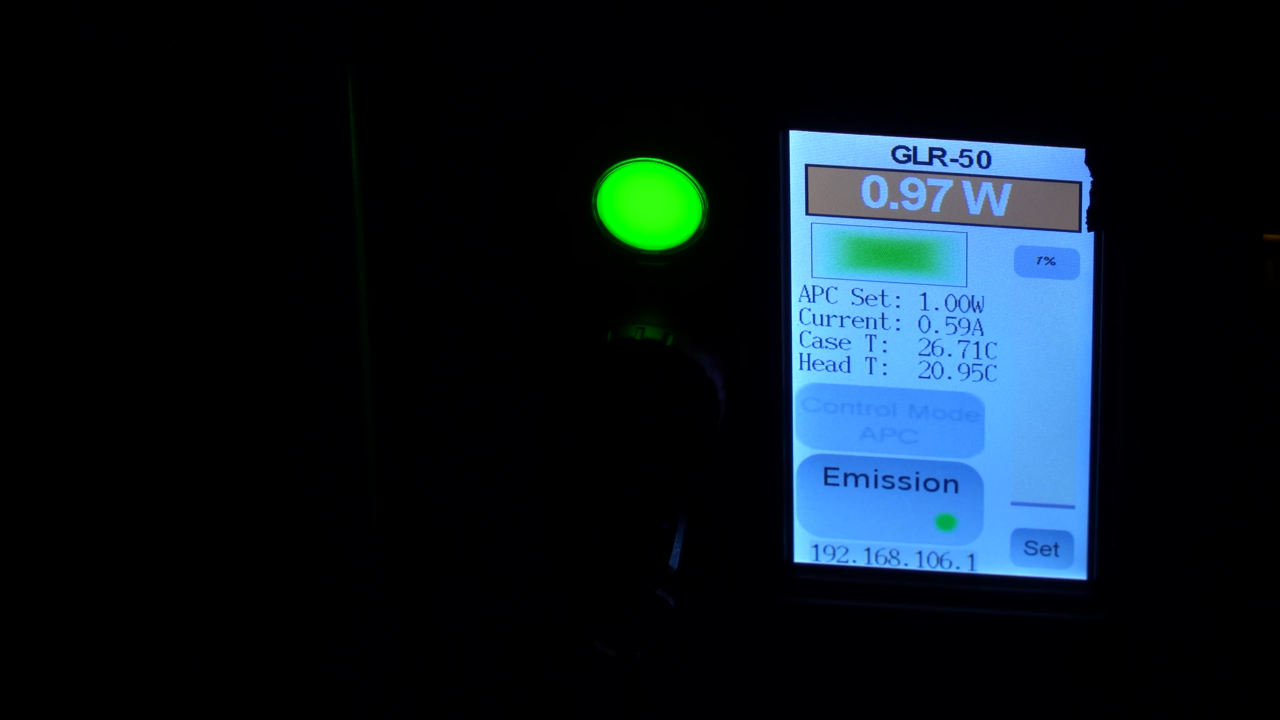 GLR-50
0.97 W
1%
APC Set: 1.00W
Current: 0.59A
Case T: 26.71C
Head T: 20.95C
Control Mode
APC
Emission
Set
192.168.106.1